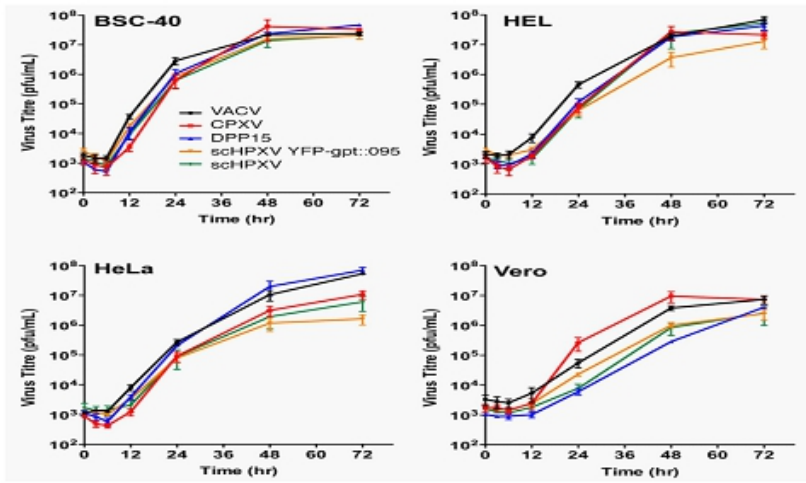 BSC-40
Virus Titre (pfu/mL)
10⁸
10⁷
10⁶
10⁵
10⁴
10³
10²
VACV
CPXV
DPP15
scHPXV YFP-gpt::095
scHPXV
0 12 24 36 48 60 72
Time (hr)
HEL
Virus Titre (pfu/mL)
10⁸
10⁷
10⁶
10⁵
10⁴
10³
10²
0 12 24 36 48 60 72
Time (hr)
HeLa
Virus Titre (pfu/mL)
10⁸
10⁷
10⁶
10⁵
10⁴
10³
10²
0 12 24 36 48 60 72
Time (hr)
Vero
Virus Titre (pfu/mL)
10⁸
10⁷
10⁶
10⁵
10⁴
10³
10²
0 12 24 36 48 60 72
Time (hr)